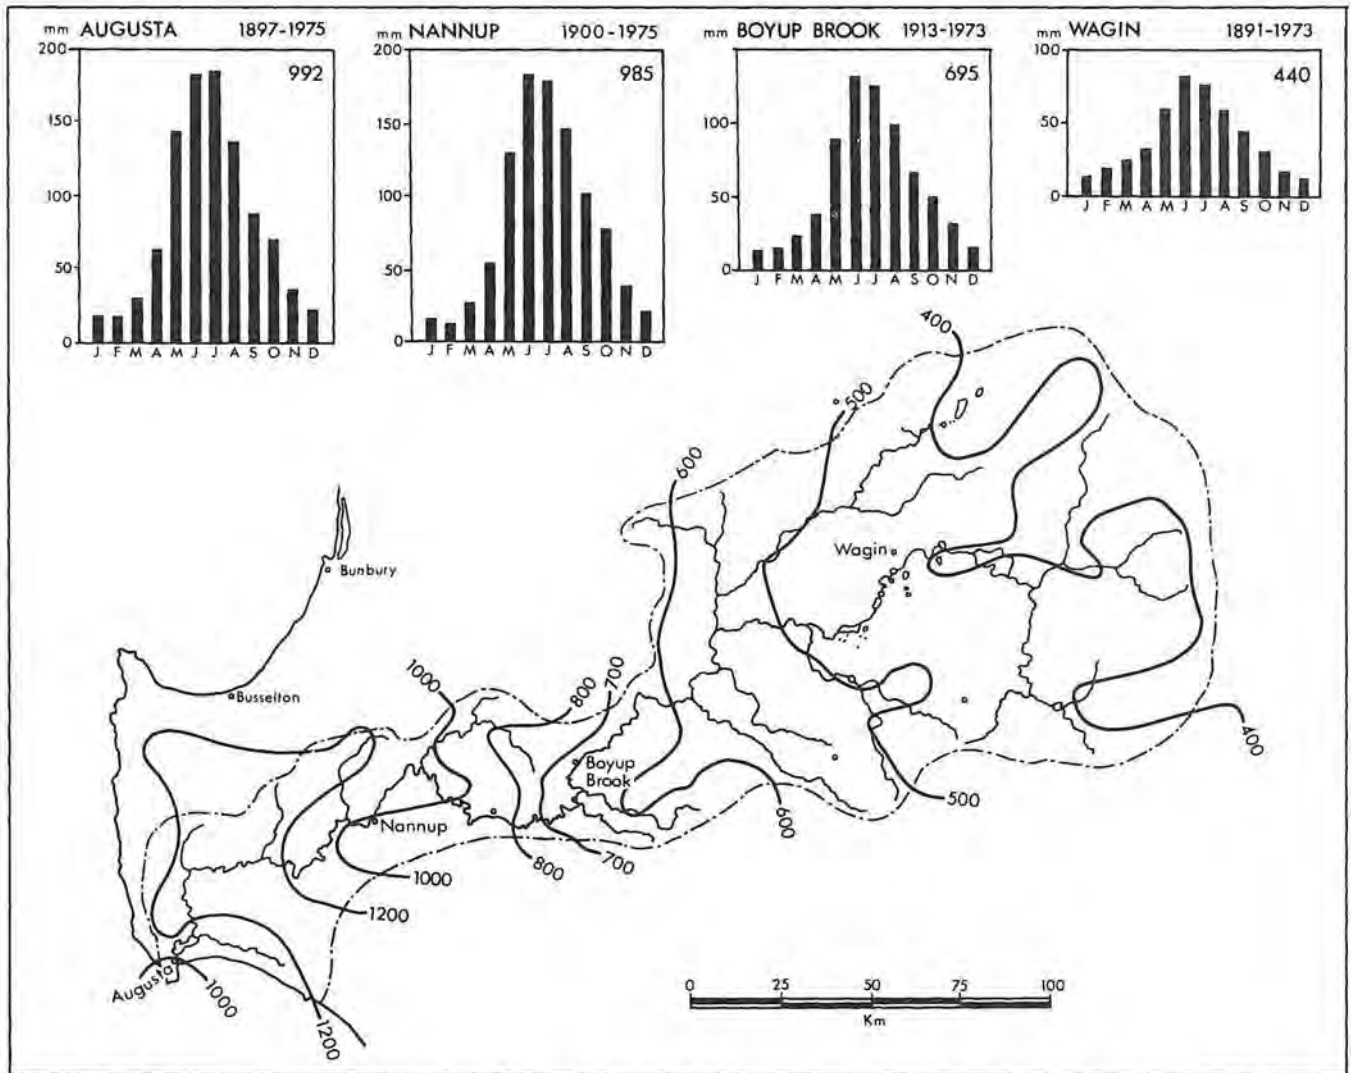 mm AUGUSTA 1897-1975
200
150
100
50
0
992
J F M A M J J A S O N D
mm NANNUP 1900-1975
200
150
100
50
0
985
J F M A M J J A S O N D
mm BOYUP BROOK 1913-1973
100
50
0
695
J F M A M J J A S O N D
mm WAGIN 1891-1973
100
50
0
440
J F M A M J J A S O N D
400
500
600
Wagin
Bunbury
Busselton
1000
800
700
Boyup
Brook
Nannup
400
500
600
700
800
1000
1200
Augusta
1000
1200
0 25 50 75 100
Km